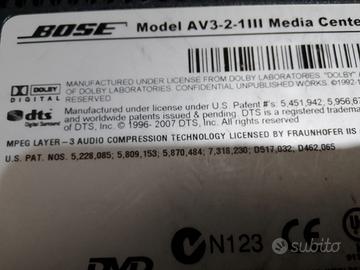 BOSE Model AV3-2-1III Media Cente
DOLBY DIGITAL
MANUFACTURED UNDER LICENSE FROM DOLBY LABORATORIES. "DOLBY"
OF DOLBY LABORATORIES. CONFIDENTIAL UNPUBLISHED WORKS. ©1992-1
RESERVED
dts Digital Surround
Manufactured under license under U.S. Patent #'s: 5,451,942, 5,956,67
and worldwide patents issued & pending. DTS is a registered tradema
of DTS, Inc. © 1996- 2007 DTS, Inc. All Rights Reserved.
MPEG LAYER-3 AUDIO COMPRESSION TECHNOLOGY LICENSED BY FRAUNHOFER IIS
U.S. PAT. NOS. 5,228,085; 5,809,153; 5,870,484; 7,318,230; D517,032; D462,065
N123
CE
DVD
subito